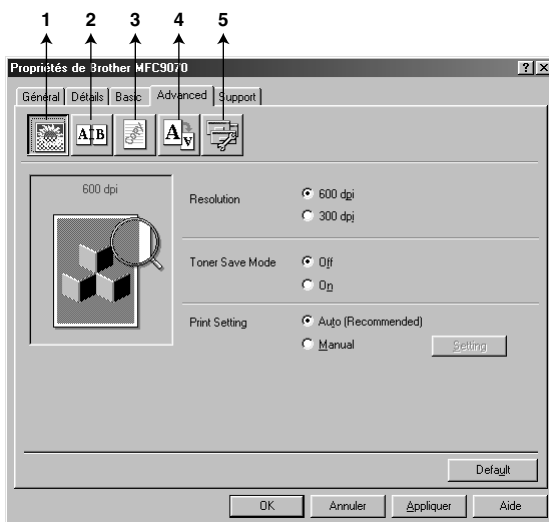 1 2 3 4 5
Propriétés de Brother MFC9070
Général Détails Basic Advanced Support
A B A A
600 dpi
Resolution
600 dpi
300 dpi
Toner Save Mode
Off
On
Print Setting
Auto (Recommended)
Manual
Setting
Default
OK Annuler Appliquer Aide